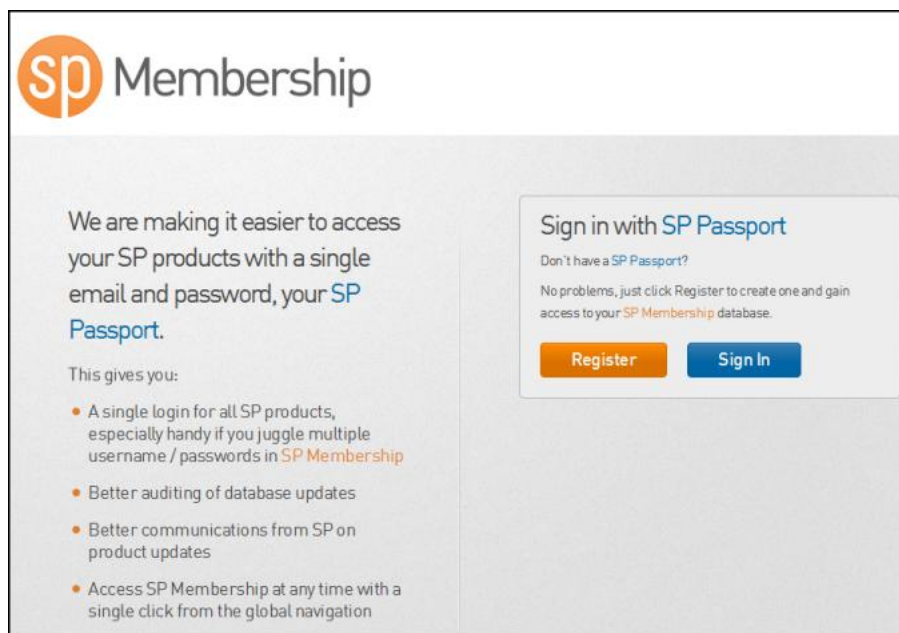 sp Membership
We are making it easier to access
your SP products with a single
email and password, your SP
Passport.
This gives you:
• A single login for all SP products,
especially handy if you juggle multiple
username / passwords in SP Membership
• Better auditing of database updates
• Better communications from SP on
product updates
• Access SP Membership at any time with a
single click from the global navigation
Sign in with SP Passport
Don't have a SP Passport?
No problems, just click Register to create one and gain
access to your SP Membership database.
Register Sign In